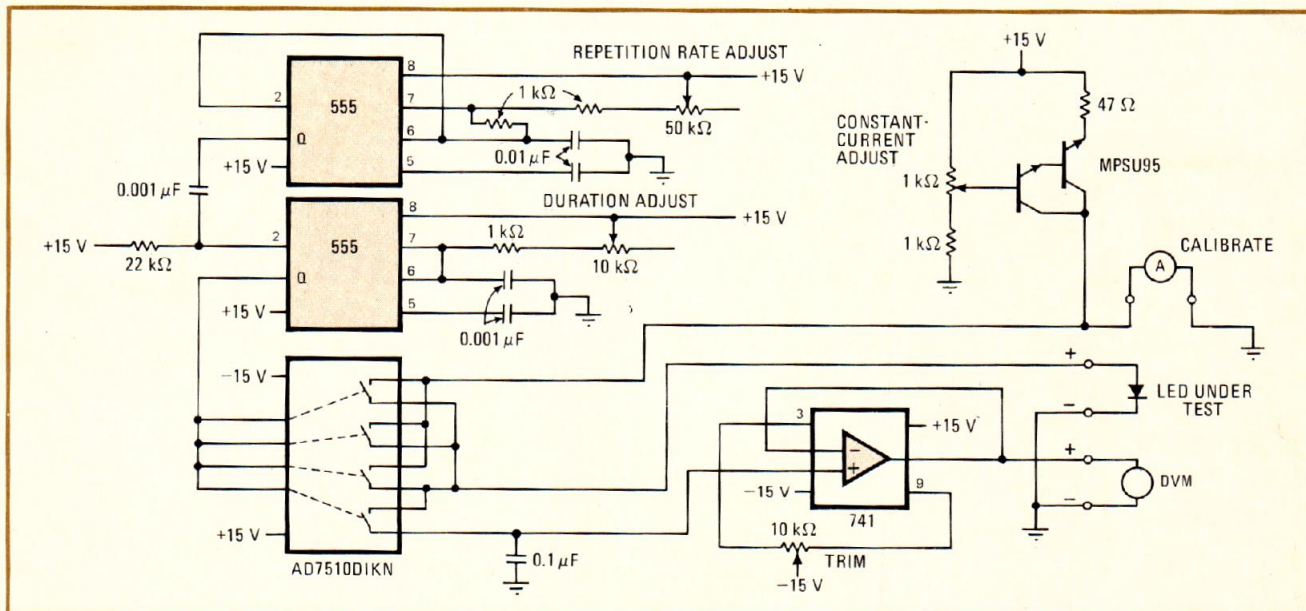 REPETITION RATE ADJUST
+15 V
8
+15 V
7
1 kΩ
2
555
50 kΩ
47 Ω
CONSTANT-
CURRENT
ADJUST
Q
6
0.01 µF
MPSU95
+15 V
5
1 kΩ
0.001 µF
DURATION ADJUST
8
+15 V
1 kΩ
+15 V
2
7
1 kΩ
CALIBRATE
22 kΩ
555
10 kΩ
A
Q
6
+15 V
5
0.001 µF
−15 V
+
LED UNDER
TEST
3
+15 V
−
−
+
+
DVM
−15 V
9
−
741
+15 V
10 kΩ
0.1 µF
TRIM
−15 V
AD7510DIKN